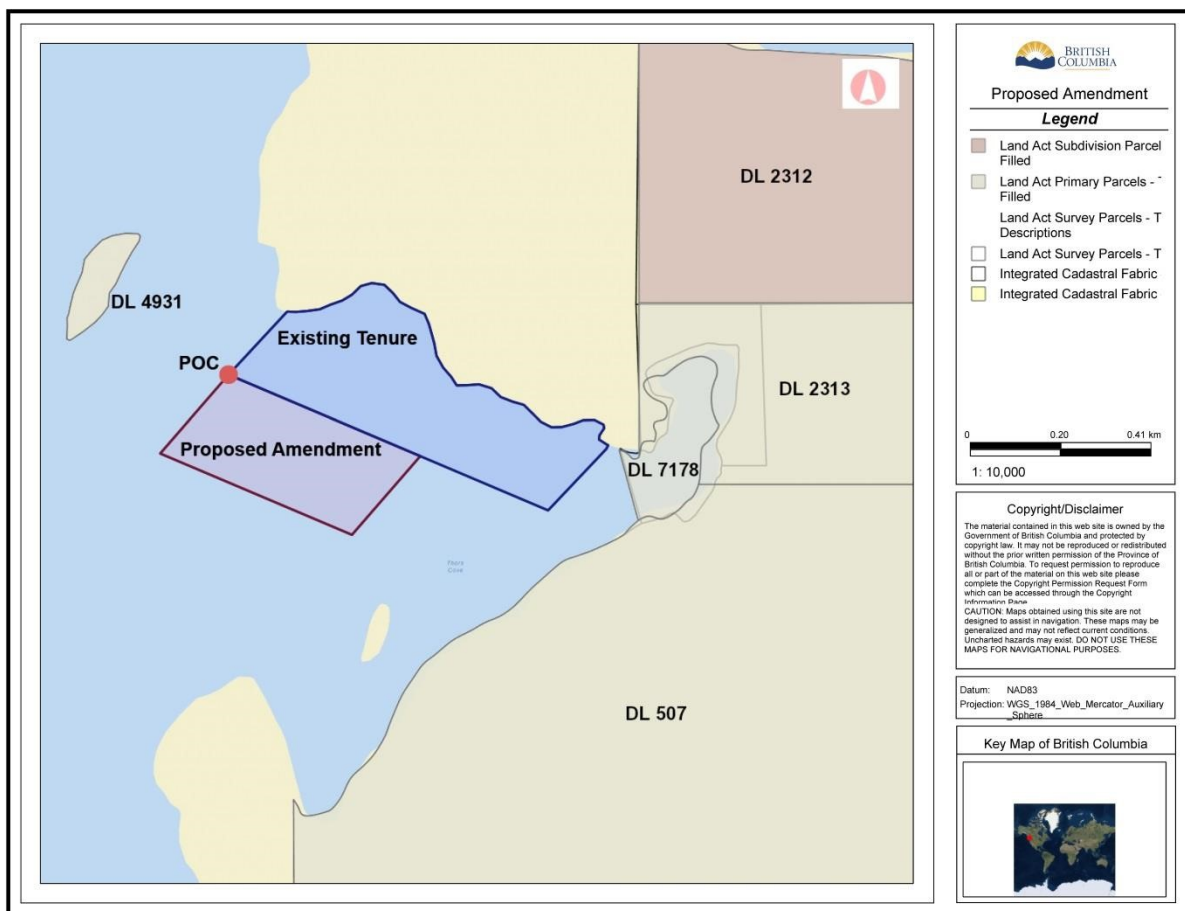 DL 2312
DL 4931
Existing Tenure
POC
DL 2313
Proposed Amendment
DL 7178
DL 507
BRITISH
COLUMBIA
Proposed Amendment
Legend
Land Act Subdivision Parcel
Filled
Land Act Primary Parcels - T
Filled
Land Act Survey Parcels - T
Descriptions
Land Act Survey Parcels - T
Integrated Cadastral Fabric
Integrated Cadastral Fabric
0 0.20 0.41 km
1: 10,000
Copyright/Disclaimer
The material contained in this web site is owned by the
Government of British Columbia and protected by
copyright law. It may not be reproduced or redistributed
without the prior written permission of the Province of
British Columbia. To request permission to reproduce
all or part of the material on this web site please
complete the Copyright Permission Request Form
which can be accessed through the Copyright
Information Page.
CAUTION: Maps obtained using this site are not
designed to assist in navigation. These maps may be
generalized and may not reflect current conditions.
Uncharted hazards may exist. DO NOT USE THESE
MAPS FOR NAVIGATIONAL PURPOSES.
Datum: NAD83
Projection: WGS_1984_Web_Mercator_Auxiliary
_Sphere
Key Map of British Columbia